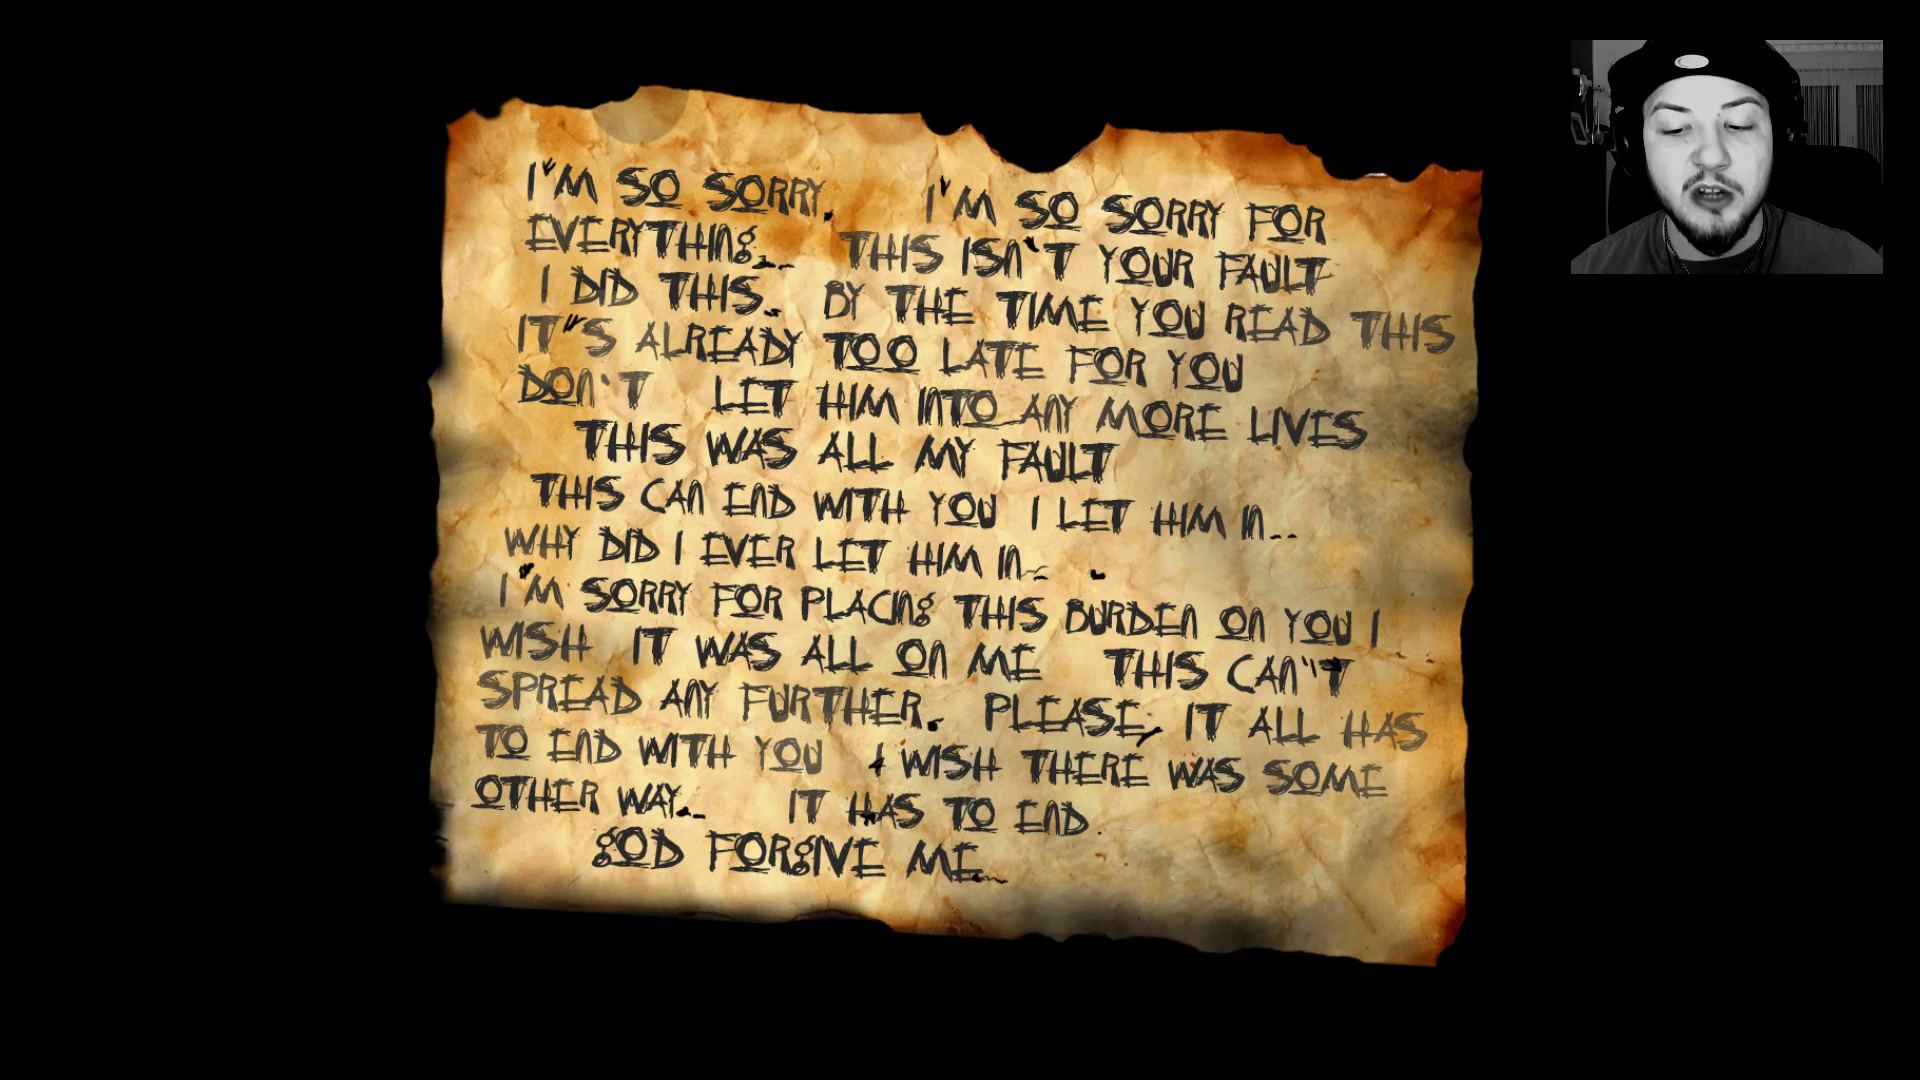 I'M SO SORRY. I'M SO SORRY FOR
EVERYTHING... THIS ISN'T YOUR FAULT
I DID THIS.. BY THE TIME YOU READ THIS
IT"S ALREADY TOO LATE FOR YOU
DON'T LET HIM INTO ANY MORE LIVES
THIS WAS ALL MY FAULT
THIS CAN END WITH YOU I LET HIM IN..
WHY DID I EVER LET HIM IN..
I'M SORRY FOR PLACING THIS BURDEN ON YOU I
WISH IT WAS ALL ON ME THIS CAN'T
SPREAD ANY FURTHER. PLEASE, IT ALL HAS
TO END WITH YOU I WISH THERE WAS SOME
OTHER WAY.. IT HAS TO END.
GOD FORGIVE ME...